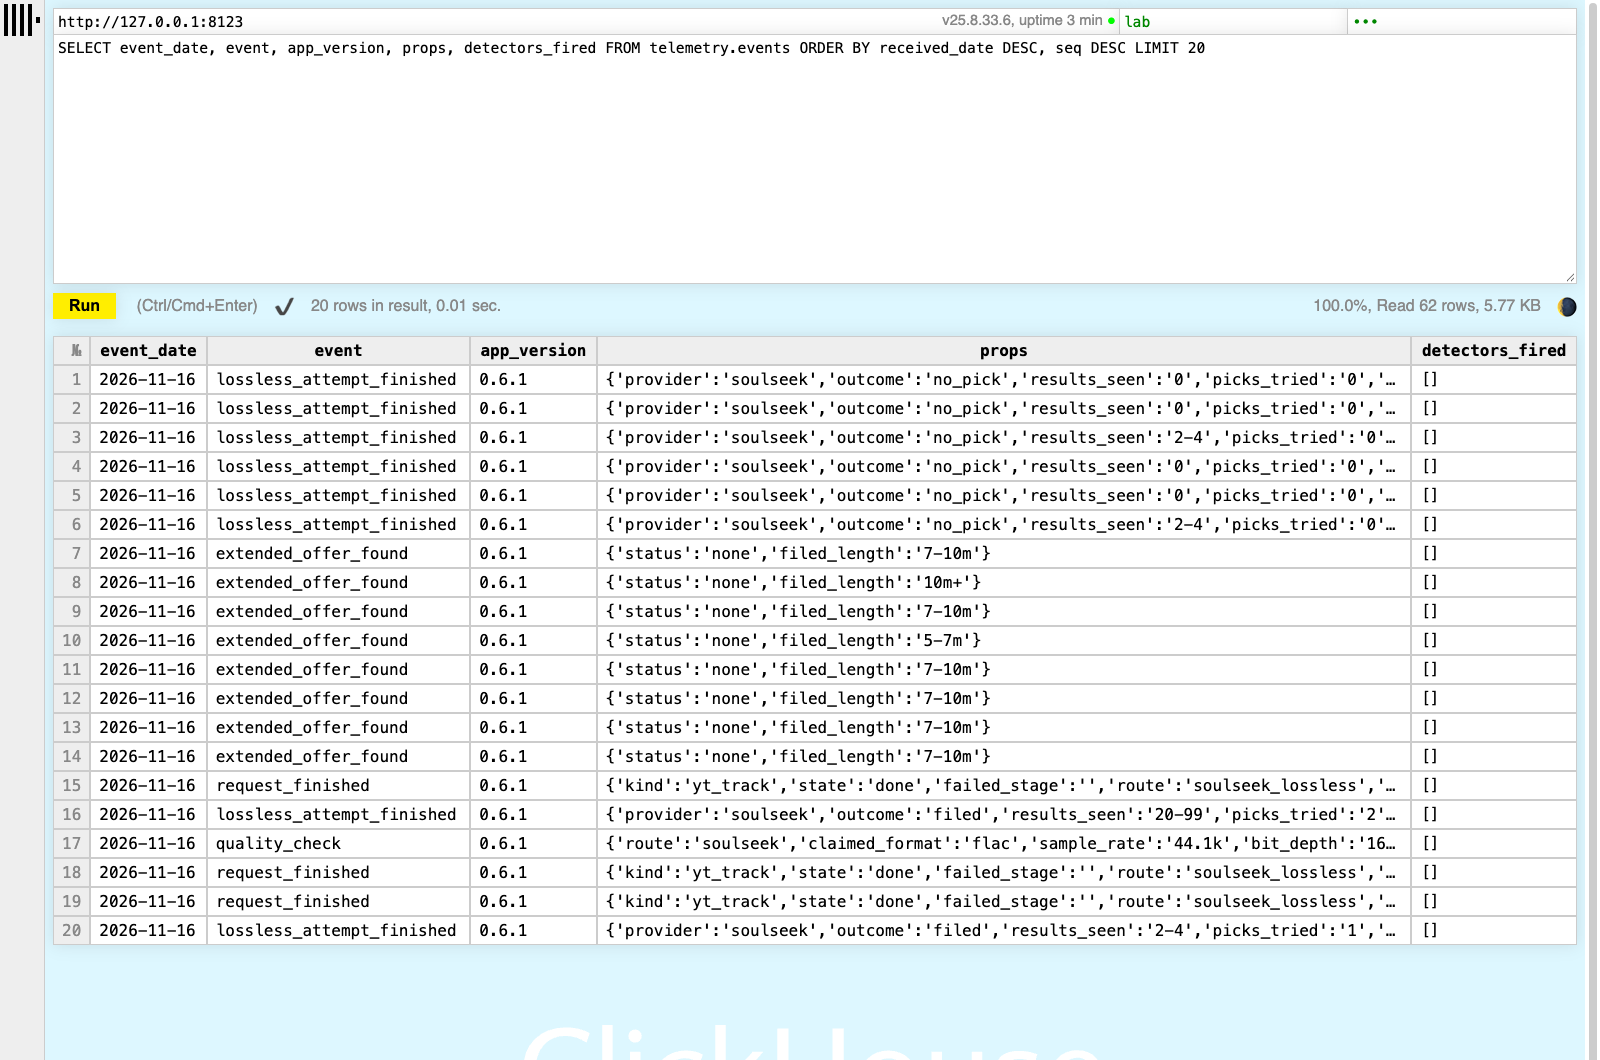 http://127.0.0.1:8123 v25.8.33.6, uptime 3 min lab •••
SELECT event_date, event, app_version, props, detectors_fired FROM telemetry.events ORDER BY received_date DESC, seq DESC LIMIT 20
Run (Ctrl/Cmd+Enter) ✔ 20 rows in result, 0.01 sec. 100.0%, Read 62 rows, 5.77 KB
№ event_date event app_version props detectors_fired
1 2026-11-16 lossless_attempt_finished 0.6.1 {'provider':'soulseek','outcome':'no_pick','results_seen':'0','picks_tried':'0','… []
2 2026-11-16 lossless_attempt_finished 0.6.1 {'provider':'soulseek','outcome':'no_pick','results_seen':'0','picks_tried':'0','… []
3 2026-11-16 lossless_attempt_finished 0.6.1 {'provider':'soulseek','outcome':'no_pick','results_seen':'2-4','picks_tried':'0'… []
4 2026-11-16 lossless_attempt_finished 0.6.1 {'provider':'soulseek','outcome':'no_pick','results_seen':'0','picks_tried':'0','… []
5 2026-11-16 lossless_attempt_finished 0.6.1 {'provider':'soulseek','outcome':'no_pick','results_seen':'0','picks_tried':'0','… []
6 2026-11-16 lossless_attempt_finished 0.6.1 {'provider':'soulseek','outcome':'no_pick','results_seen':'2-4','picks_tried':'0'… []
7 2026-11-16 extended_offer_found 0.6.1 {'status':'none','filed_length':'7-10m'} []
8 2026-11-16 extended_offer_found 0.6.1 {'status':'none','filed_length':'10m+'} []
9 2026-11-16 extended_offer_found 0.6.1 {'status':'none','filed_length':'7-10m'} []
10 2026-11-16 extended_offer_found 0.6.1 {'status':'none','filed_length':'5-7m'} []
11 2026-11-16 extended_offer_found 0.6.1 {'status':'none','filed_length':'7-10m'} []
12 2026-11-16 extended_offer_found 0.6.1 {'status':'none','filed_length':'7-10m'} []
13 2026-11-16 extended_offer_found 0.6.1 {'status':'none','filed_length':'7-10m'} []
14 2026-11-16 extended_offer_found 0.6.1 {'status':'none','filed_length':'7-10m'} []
15 2026-11-16 request_finished 0.6.1 {'kind':'yt_track','state':'done','failed_stage':'','route':'soulseek_lossless','… []
16 2026-11-16 lossless_attempt_finished 0.6.1 {'provider':'soulseek','outcome':'filed','results_seen':'20-99','picks_tried':'2'… []
17 2026-11-16 quality_check 0.6.1 {'route':'soulseek','claimed_format':'flac','sample_rate':'44.1k','bit_depth':'16… []
18 2026-11-16 request_finished 0.6.1 {'kind':'yt_track','state':'done','failed_stage':'','route':'soulseek_lossless','… []
19 2026-11-16 request_finished 0.6.1 {'kind':'yt_track','state':'done','failed_stage':'','route':'soulseek_lossless','… []
20 2026-11-16 lossless_attempt_finished 0.6.1 {'provider':'soulseek','outcome':'filed','results_seen':'2-4','picks_tried':'1','… []
ClickHouse